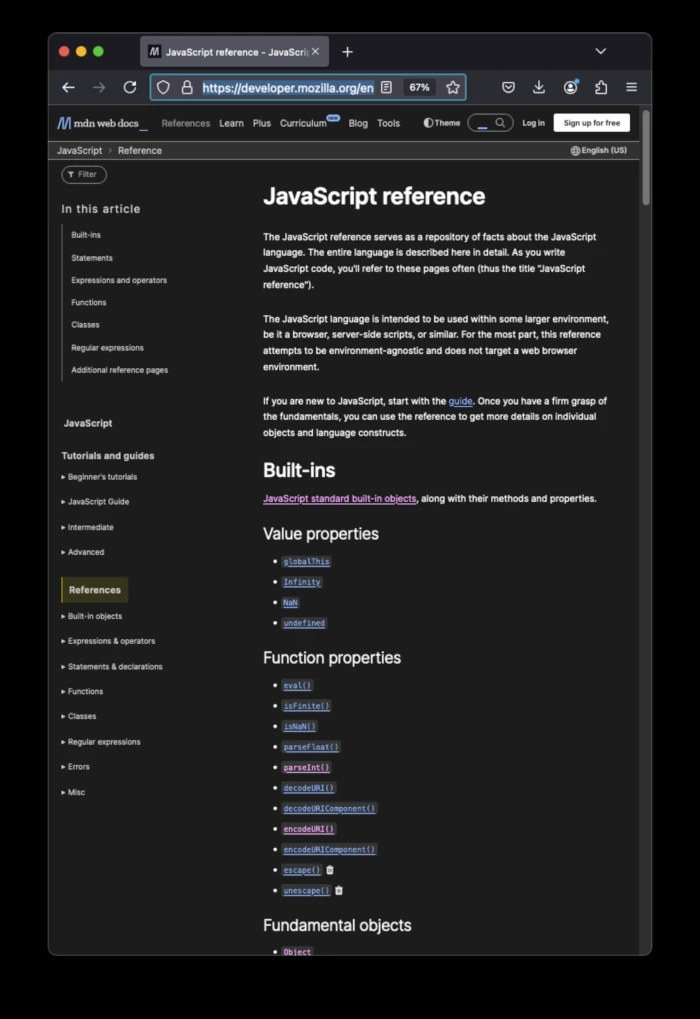 JavaScript reference - JavaScri
https://developer.mozilla.org/en
67%
mdn web docs_
References
Learn
Plus
Curriculum
NEW
Blog
Tools
Theme
Log in
Sign up for free
JavaScript
Reference
English (US)
Filter
In this article
Built-ins
Statements
Expressions and operators
Functions
Classes
Regular expressions
Additional reference pages
JavaScript
Tutorials and guides
Beginner's tutorials
JavaScript Guide
Intermediate
Advanced
References
Built-in objects
Expressions & operators
Statements & declarations
Functions
Classes
Regular expressions
Errors
Misc
JavaScript reference
The JavaScript reference serves as a repository of facts about the JavaScript
language. The entire language is described here in detail. As you write
JavaScript code, you'll refer to these pages often (thus the title "JavaScript
reference").
The JavaScript language is intended to be used within some larger environment,
be it a browser, server-side scripts, or similar. For the most part, this reference
attempts to be environment-agnostic and does not target a web browser
environment.
If you are new to JavaScript, start with the guide. Once you have a firm grasp of
the fundamentals, you can use the reference to get more details on individual
objects and language constructs.
Built-ins
JavaScript standard built-in objects, along with their methods and properties.
Value properties
globalThis
Infinity
NaN
undefined
Function properties
eval()
isFinite()
isNaN()
parseFloat()
parseInt()
decodeURI()
decodeURIComponent()
encodeURI()
encodeURIComponent()
escape()
unescape()
Fundamental objects
Object